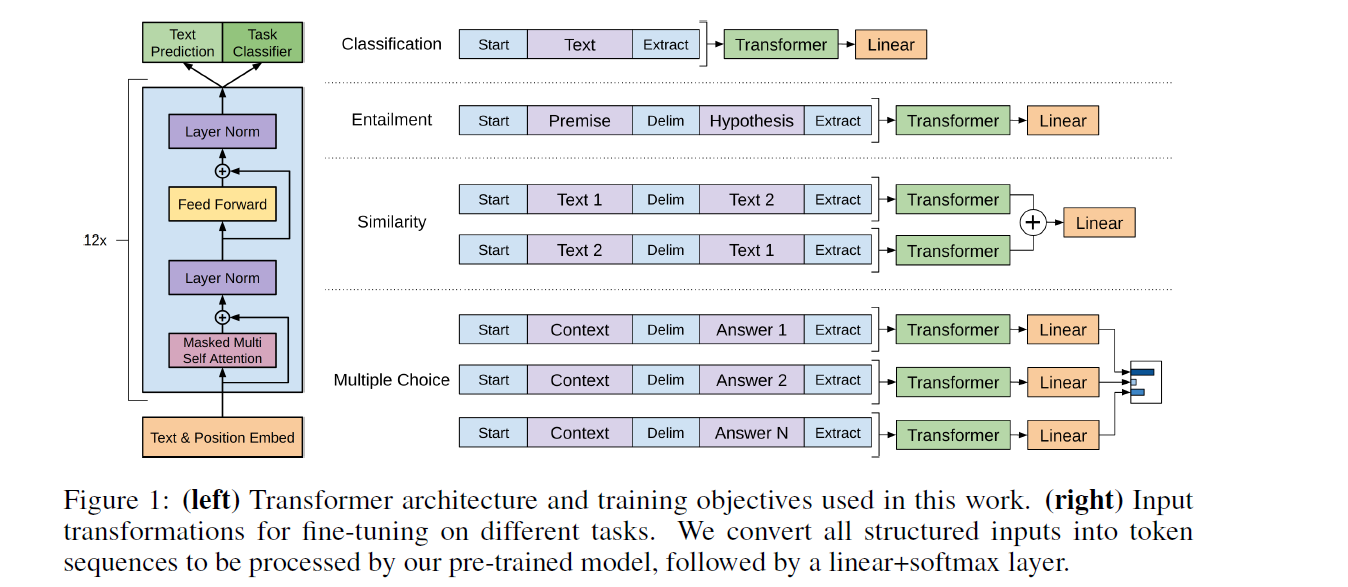 Text
Prediction
Task
Classifier
Layer Norm
Feed Forward
12x
Layer Norm
Masked Multi
Self Attention
Text & Position Embed
Classification
Start Text Extract Transformer Linear
Entailment
Start Premise Delim Hypothesis Extract Transformer Linear
Similarity
Start Text 1 Delim Text 2 Extract Transformer
+ Linear
Start Text 2 Delim Text 1 Extract Transformer
Multiple Choice
Start Context Delim Answer 1 Extract Transformer Linear
Start Context Delim Answer 2 Extract Transformer Linear
Start Context Delim Answer N Extract Transformer Linear
Figure 1: (left) Transformer architecture and training objectives used in this work. (right) Input
transformations for fine-tuning on different tasks. We convert all structured inputs into token
sequences to be processed by our pre-trained model, followed by a linear+softmax layer.